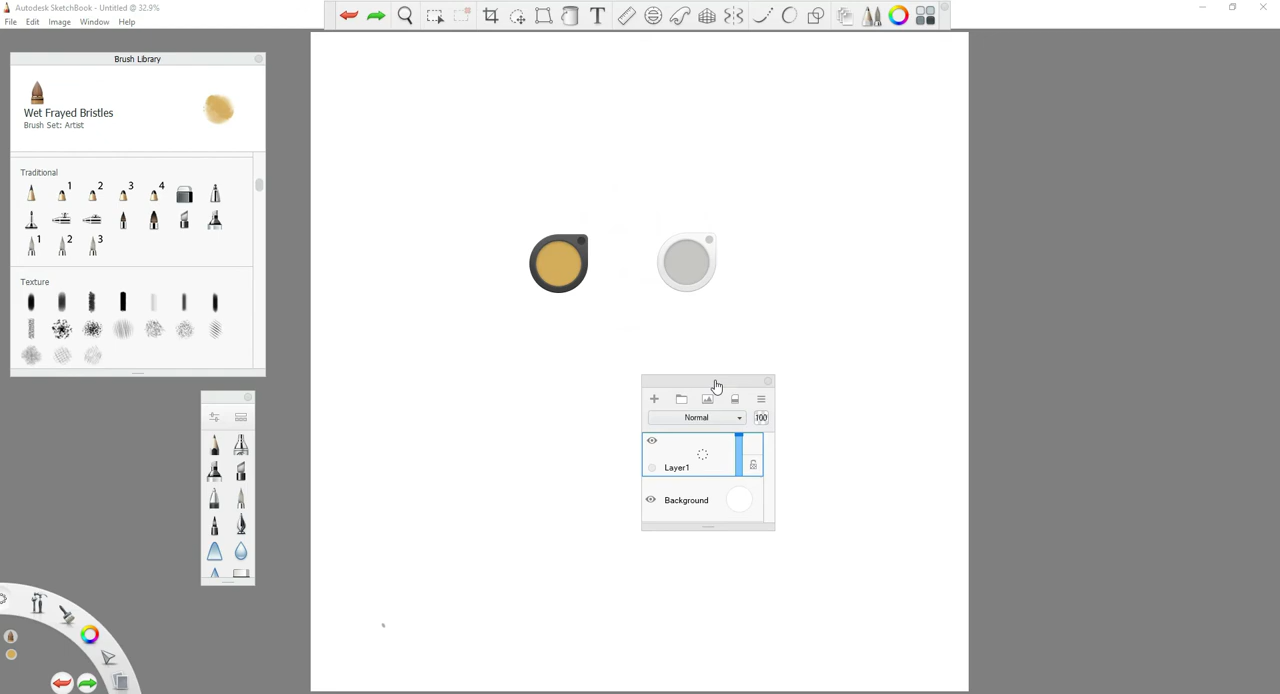 Autodesk SketchBook - Untitled @ 32.9%
File Edit Image Window Help
T
Brush Library
Wet Frayed Bristles
Brush Set: Artist
Traditional
1 2 3 4
1 2 3
Texture
Normal 100
Layer1
Background